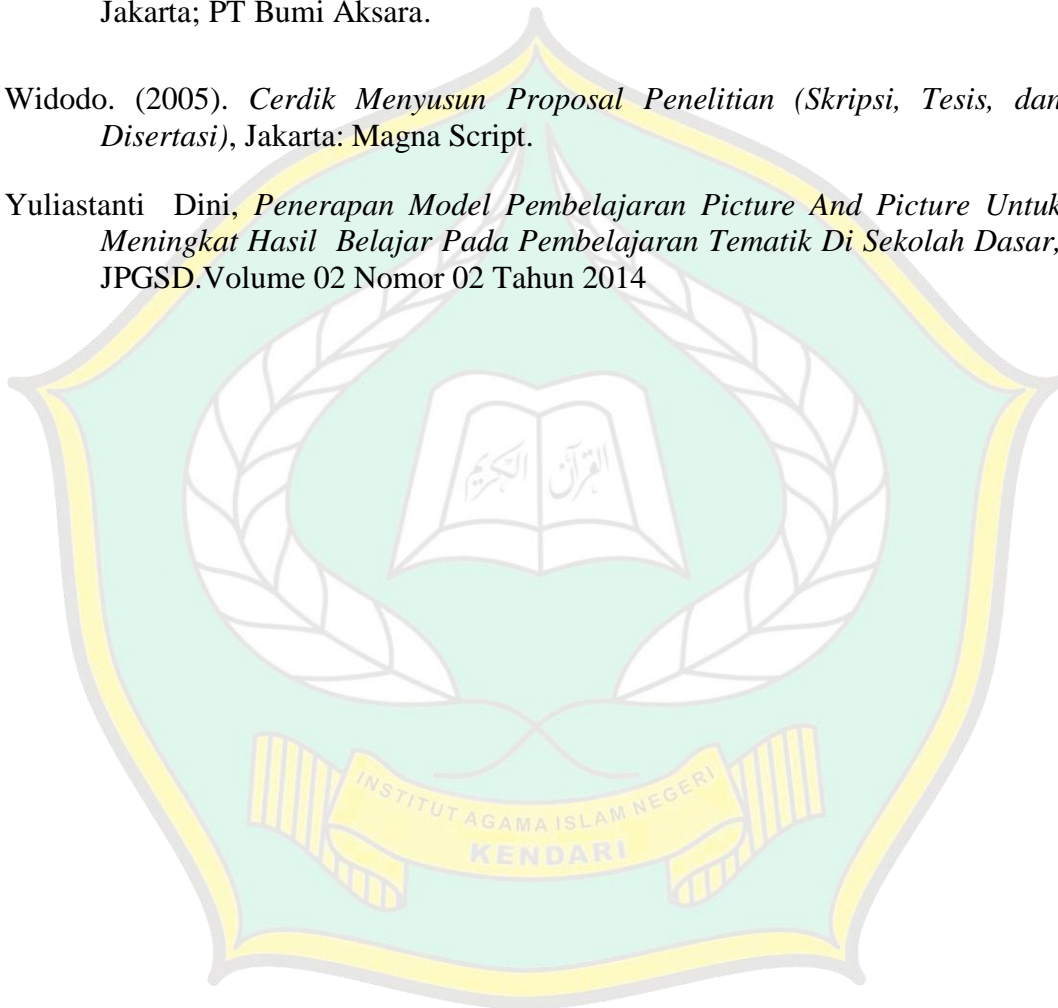 Jakarta; PT Bumi Aksara.
Widodo. (2005). Cerdik Menyusun Proposal Penelitian (Skripsi, Tesis, dan
Disertasi), Jakarta: Magna Script.
Yuliastanti Dini, Penerapan Model Pembelajaran Picture And Picture Untuk
Meningkat Hasil Belajar Pada Pembelajaran Tematik Di Sekolah Dasar,
JPGSD.Volume 02 Nomor 02 Tahun 2014
القرآن الكريم
INSTITUT AGAMA ISLAM NEGERI
KENDARI